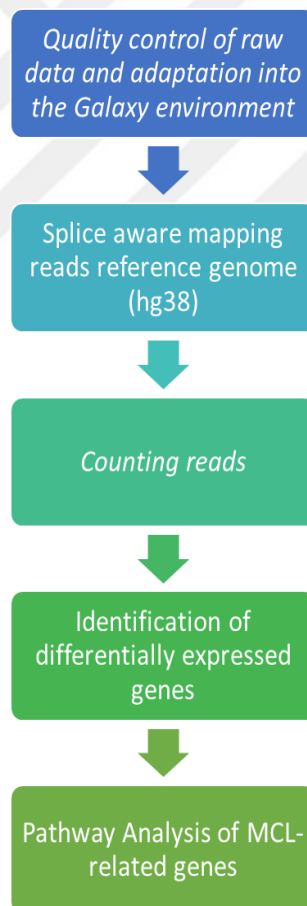 Quality control of raw
data and adaptation into
the Galaxy environment
Splice aware mapping
reads reference genome
(hg38)
Counting reads
Identification of
differentially expressed
genes
Pathway Analysis of MCL-
related genes